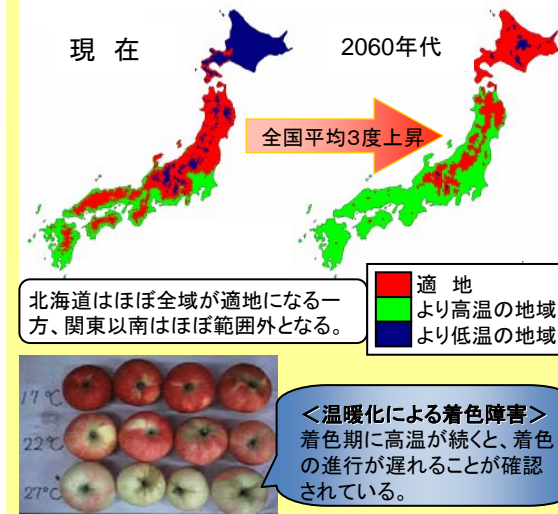 現 在
2060年代
全国平均3度上昇
北海道はほぼ全域が適地になる一
方、関東以南はほぼ範囲外となる。
適 地
より高温の地域
より低温の地域
17℃
22℃
27℃
＜温暖化による着色障害＞
着色期に高温が続くと、着色
の進行が遅れることが確認
されている。